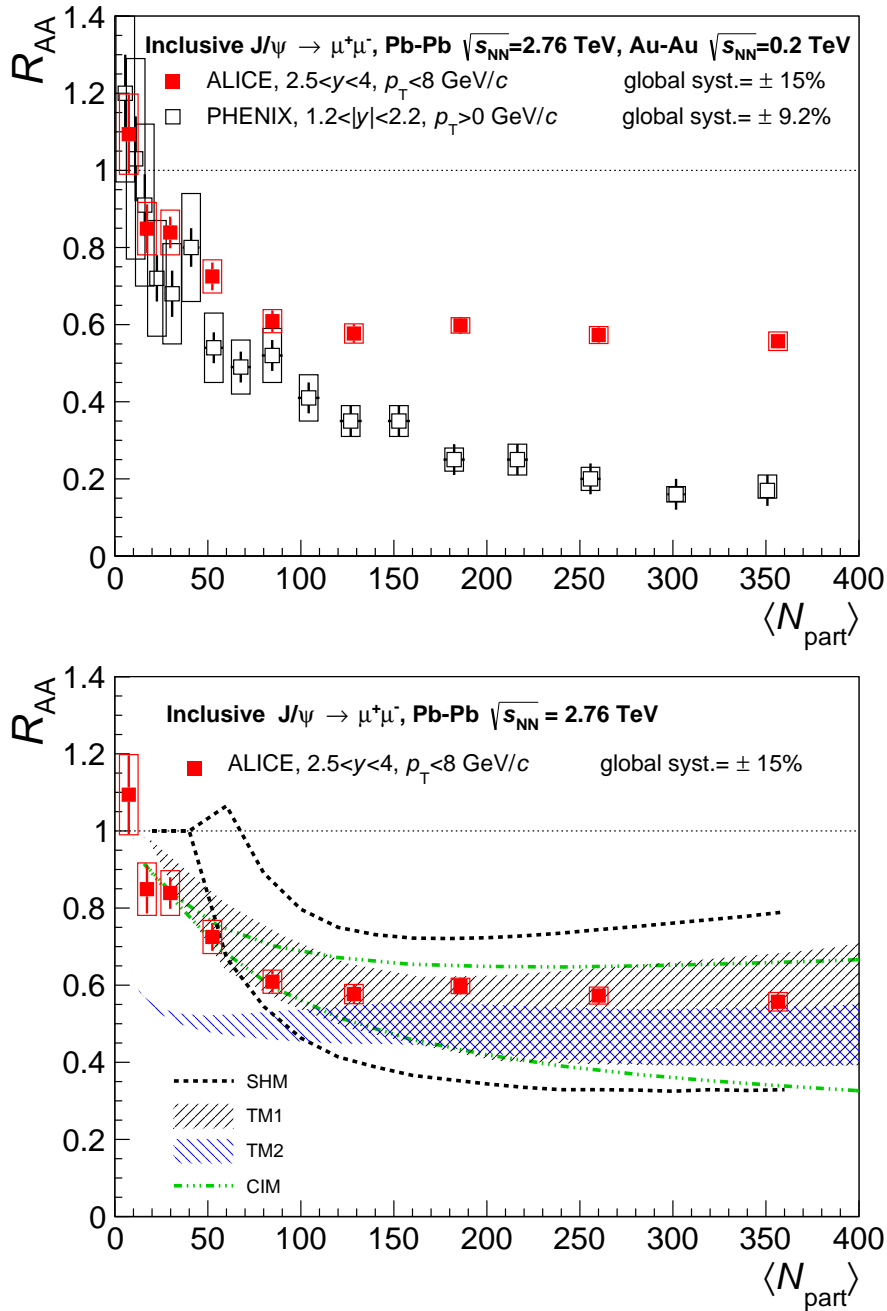 R_AA
Inclusive J/ψ → μ⁺μ⁻, Pb-Pb √s_NN=2.76 TeV, Au-Au √s_NN=0.2 TeV
ALICE, 2.5<y<4, p_T<8 GeV/c global syst.= ± 15%
PHENIX, 1.2<|y|<2.2, p_T>0 GeV/c global syst.= ± 9.2%
1.4
1.2
1
0.8
0.6
0.4
0.2
0
0 50 100 150 200 250 300 350 400
⟨N_part⟩
R_AA
Inclusive J/ψ → μ⁺μ⁻, Pb-Pb √s_NN = 2.76 TeV
ALICE, 2.5<y<4, p_T<8 GeV/c global syst.= ± 15%
1.4
1.2
1
0.8
0.6
0.4
0.2
0
SHM
TM1
TM2
CIM
0 50 100 150 200 250 300 350 400
⟨N_part⟩